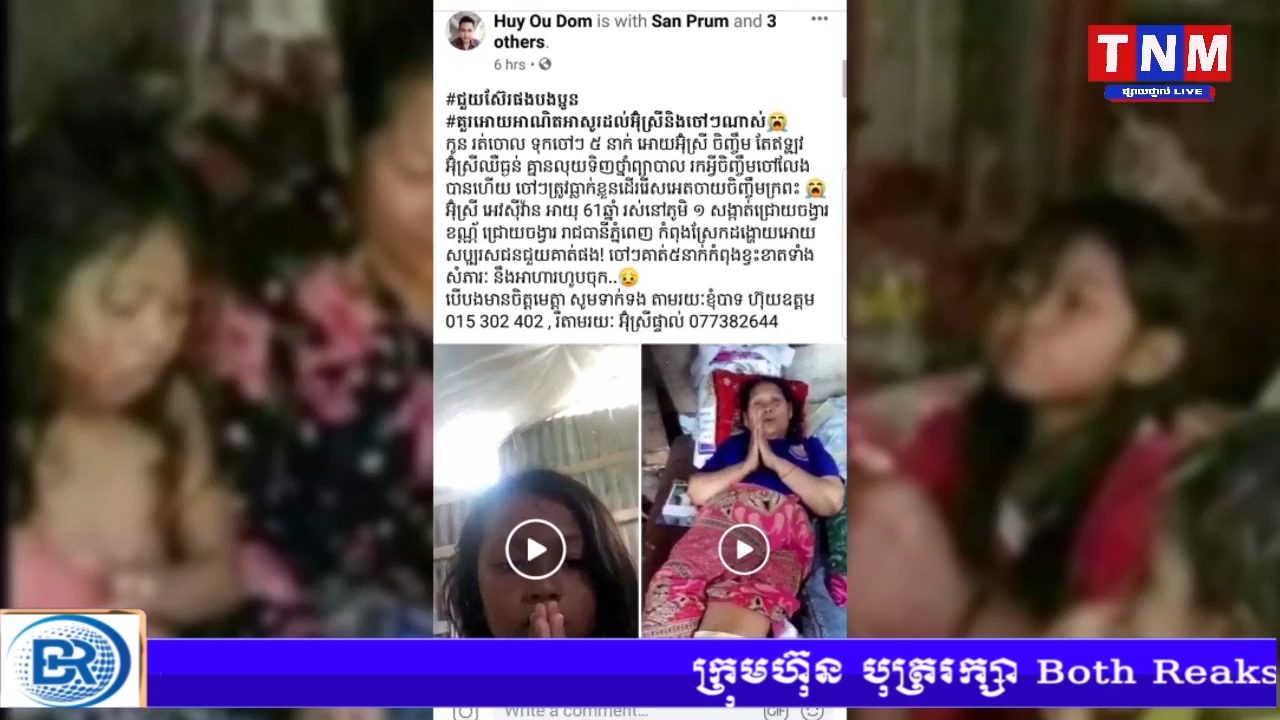 Huy Ou Dom is with San Prum and 3
others.
6 hrs
#ជួយស៊ែរផងបងប្អូន
#គួរអោយអាណិតអាសូរដល់អ៊ុំស្រីនិងចៅៗណាស់😭
កូន រត់ចោល ទុកចៅៗ ៥ នាក់ អោយអ៊ុំស្រី ចិញ្ចឹម តែឥឡូវ
អ៊ុំស្រីឈឺធ្ងន់ គ្មានលុយទិញថ្នាំព្យាបាល រកអ្វីចិញ្ចឹមចៅលែង
បានហើយ ចៅៗត្រូវធ្លាក់ខ្លួនដើររើសអេតចាយចិញ្ចឹមក្រពះ 😭
អ៊ុំស្រី អេវស៊ីវ៉ាន អាយុ 61ឆ្នាំ រស់នៅភូមិ ១ សង្កាត់ជ្រោយចង្វារ
ខណ្ឌ័ ជ្រោយចង្វារ រាជធានីភ្នំពេញ កំពុងស្រែកដង្ហោយអោយ
សប្បុរសជនជួយគាត់ផង! ចៅៗគាត់៥នាក់កំពុងខ្វះខាតទាំង
សំភារៈ នឹងអាហារហូបចុក..😥
បើបងមានចិត្តមេត្តា សូមទាក់ទង តាមរយៈខ្ញុំបាទ ហ៊ុយឧត្តម
015 302 402 , រឺតាមរយៈ អ៊ុំស្រីផ្ទាល់ 077382644
TNM
ផ្សាយផ្ទាល់ LIVE
BR
ក្រុមហ៊ុន បុត្ររក្សា Both Reaks
Write a comment...
GIF